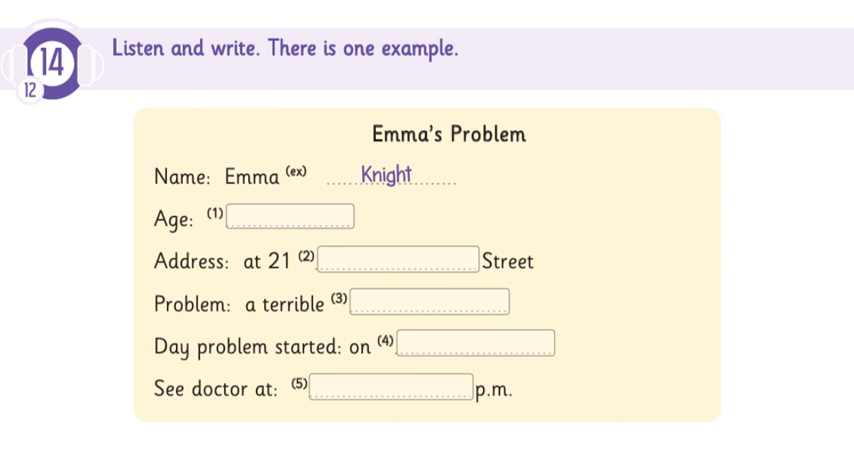 14
12
Listen and write. There is one example.
Emma's Problem
Name: Emma (ex) Knight
Age: (1)
Address: at 21 (2) Street
Problem: a terrible (3)
Day problem started: on (4)
See doctor at: (5) p.m.